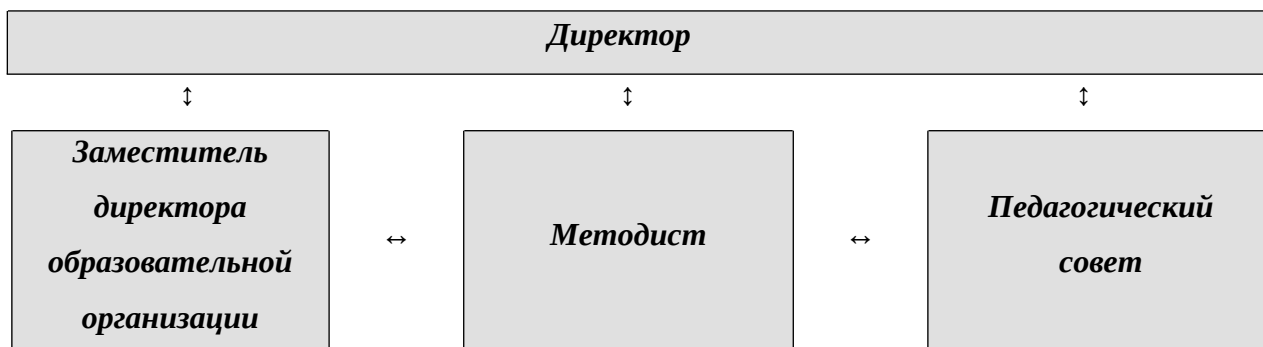 Директор
↕ ↕ ↕
Заместитель
директора
образовательной
организации
↔
Методист
↔
Педагогический
совет